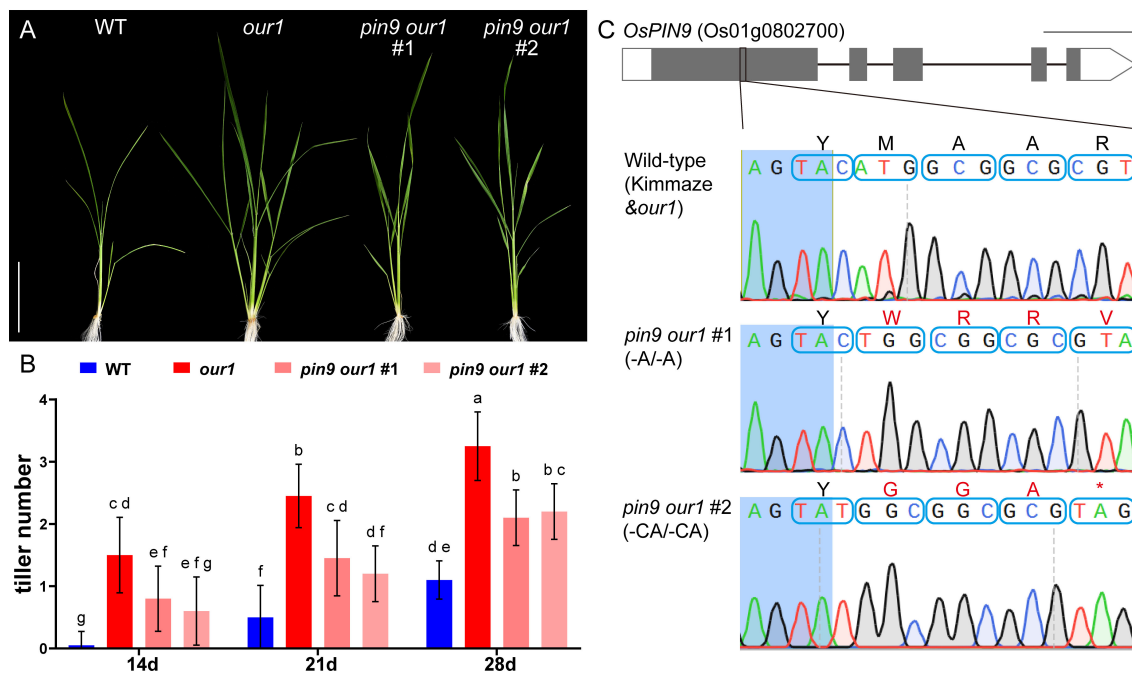 A
WT
our1
pin9 our1
#1
pin9 our1
#2
B
WT
our1
pin9 our1 #1
pin9 our1 #2
tiller number
4
3
2
1
0
g
c d
e f
e f g
f
b
c d
d f
d e
a
b
b c
14d
21d
28d
C
OsPIN9 (Os01g0802700)
Wild-type
(Kimmaze
&our1)
Y M A A R
A G T A C A T G G C G G C G C G T
pin9 our1 #1
(-A/-A)
Y W R R V
A G T A C T G G C G G C G C G T A
pin9 our1 #2
(-CA/-CA)
Y G G A *
A G T A T G G C G G C G C G T A G